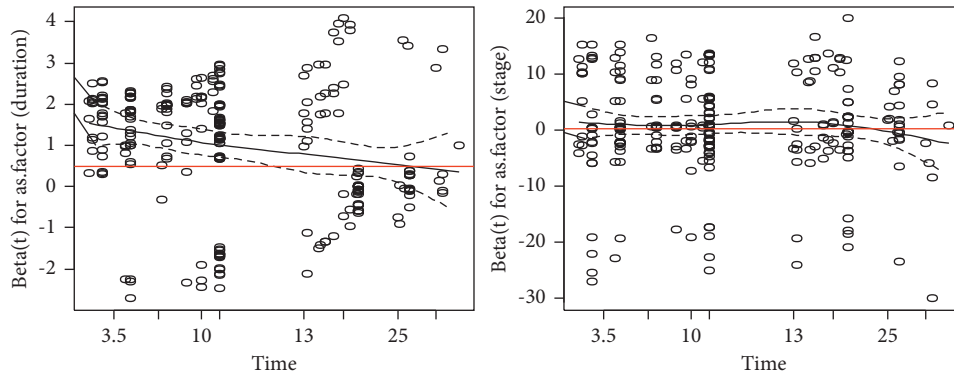 Beta(t) for as.factor (duration)
4
3
2
1
0
-1
-2
3.5 10 13 25
Time
Beta(t) for as.factor (stage)
20
10
0
-10
-20
-30
3.5 10 13 25
Time